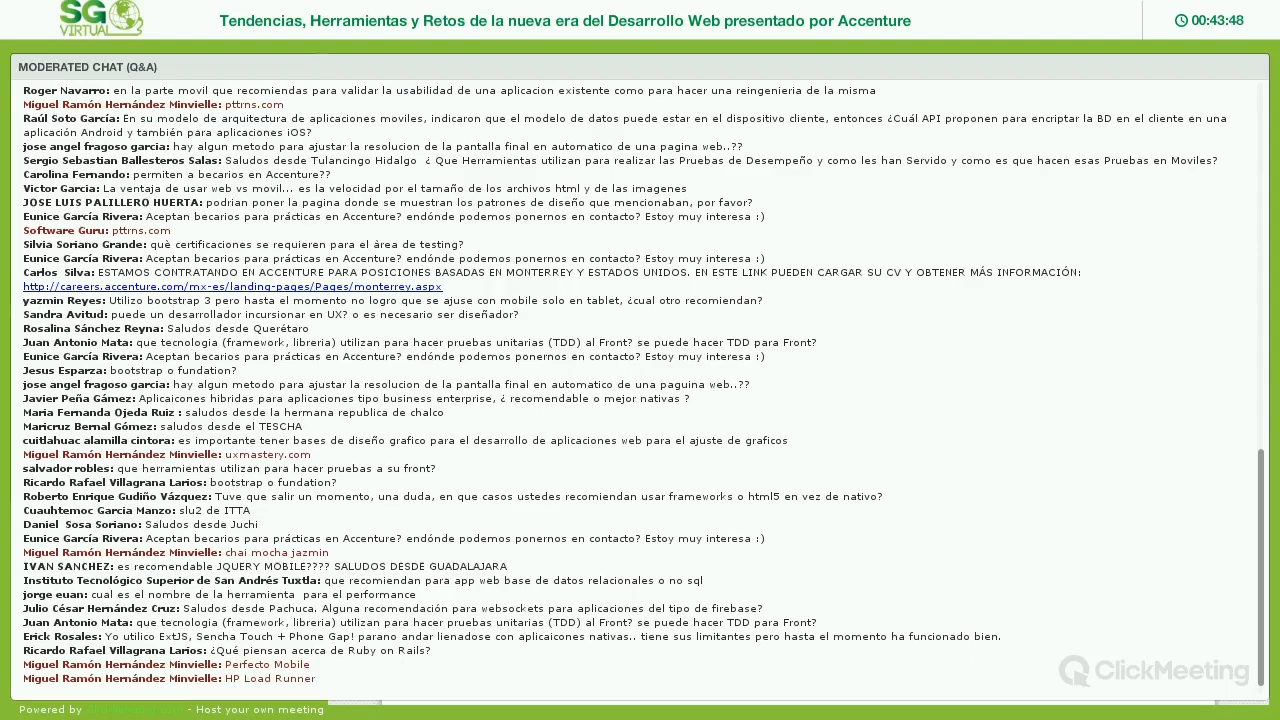 SG
VIRTUAL
Tendencias, Herramientas y Retos de la nueva era del Desarrollo Web presentado por Accenture
00:43:48
MODERATED CHAT (Q&A)
Roger Navarro: en la parte movil que recomiendas para validar la usabilidad de una aplicacion existente como para hacer una reingenieria de la misma
Miguel Ramón Hernández Minvielle: pttrns.com
Raúl Soto García: En su modelo de arquitectura de aplicaciones moviles, indicaron que el modelo de datos puede estar en el dispositivo cliente, entonces ¿Cuál API proponen para encriptar la BD en el cliente en una
aplicación Android y también para aplicaciones iOS?
jose angel fragoso garcia: hay algun metodo para ajustar la resolucion de la pantalla final en automatico de una pagina web..??
Sergio Sebastian Ballesteros Salas: Saludos desde Tulancingo Hidalgo ¿ Que Herramientas utilizan para realizar las Pruebas de Desempeño y como les han Servido y como es que hacen esas Pruebas en Moviles?
Carolina Fernando: permiten a becarios en Accenture??
Victor Garcia: La ventaja de usar web vs movil... es la velocidad por el tamaño de los archivos html y de las imagenes
JOSE LUIS PALILLERO HUERTA: podrian poner la pagina donde se muestran los patrones de diseño que mencionaban, por favor?
Eunice García Rivera: Aceptan becarios para prácticas en Accenture? endónde podemos ponernos en contacto? Estoy muy interesa :)
Software Guru: pttrns.com
Silvia Soriano Grande: què certificaciones se requieren para el àrea de testing?
Eunice García Rivera: Aceptan becarios para prácticas en Accenture? endónde podemos ponernos en contacto? Estoy muy interesa :)
Carlos Silva: ESTAMOS CONTRATANDO EN ACCENTURE PARA POSICIONES BASADAS EN MONTERREY Y ESTADOS UNIDOS. EN ESTE LINK PUEDEN CARGAR SU CV Y OBTENER MÁS INFORMACIÓN:
http://careers.accenture.com/mx-es/landing-pages/Pages/monterrey.aspx
yazmin Reyes: Utilizo bootstrap 3 pero hasta el momento no logro que se ajuse con mobile solo en tablet, ¿cual otro recomiendan?
Sandra Avitud: puede un desarrollador incursionar en UX? o es necesario ser diseñador?
Rosalina Sánchez Reyna: Saludos desde Querétaro
Juan Antonio Mata: que tecnologia (framework, libreria) utilizan para hacer pruebas unitarias (TDD) al Front? se puede hacer TDD para Front?
Eunice García Rivera: Aceptan becarios para prácticas en Accenture? endónde podemos ponernos en contacto? Estoy muy interesa :)
Jesus Esparza: bootstrap o fundation?
jose angel fragoso garcia: hay algun metodo para ajustar la resolucion de la pantalla final en automatico de una paguina web..??
Javier Peña Gámez: Aplicaicones hibridas para aplicaciones tipo business enterprise, ¿ recomendable o mejor nativas ?
Maria Fernanda Ojeda Ruiz : saludos desde la hermana republica de chalco
Maricruz Bernal Gómez: saludos desde el TESCHA
cuitlahuac alamilla cintora: es importante tener bases de diseño grafico para el desarrollo de aplicaciones web para el ajuste de graficos
Miguel Ramón Hernández Minvielle: uxmastery.com
salvador robles: que herramientas utilizan para hacer pruebas a su front?
Ricardo Rafael Villagrana Larios: bootstrap o fundation?
Roberto Enrique Gudiño Vázquez: Tuve que salir un momento, una duda, en que casos ustedes recomiendan usar frameworks o html5 en vez de nativo?
Cuauhtemoc Garcia Manzo: slu2 de ITTA
Daniel Sosa Soriano: Saludos desde Juchi
Eunice García Rivera: Aceptan becarios para prácticas en Accenture? endónde podemos ponernos en contacto? Estoy muy interesa :)
Miguel Ramón Hernández Minvielle: chai mocha jazmin
IVAN SANCHEZ: es recomendable JQUERY MOBILE???? SALUDOS DESDE GUADALAJARA
Instituto Tecnológico Superior de San Andrés Tuxtla: que recomiendan para app web base de datos relacionales o no sql
jorge euan: cual es el nombre de la herramienta para el performance
Julio César Hernández Cruz: Saludos desde Pachuca. Alguna recomendación para websockets para aplicaciones del tipo de firebase?
Juan Antonio Mata: que tecnologia (framework, libreria) utilizan para hacer pruebas unitarias (TDD) al Front? se puede hacer TDD para Front?
Erick Rosales: Yo utilico ExtJS, Sencha Touch + Phone Gap! parano andar lienadose con aplicaicones nativas.. tiene sus limitantes pero hasta el momento ha funcionado bien.
Ricardo Rafael Villagrana Larios: ¿Qué piensan acerca de Ruby on Rails?
Miguel Ramón Hernández Minvielle: Perfecto Mobile
Miguel Ramón Hernández Minvielle: HP Load Runner
ClickMeeting
Powered by ClickMeeting.com - Host your own meeting